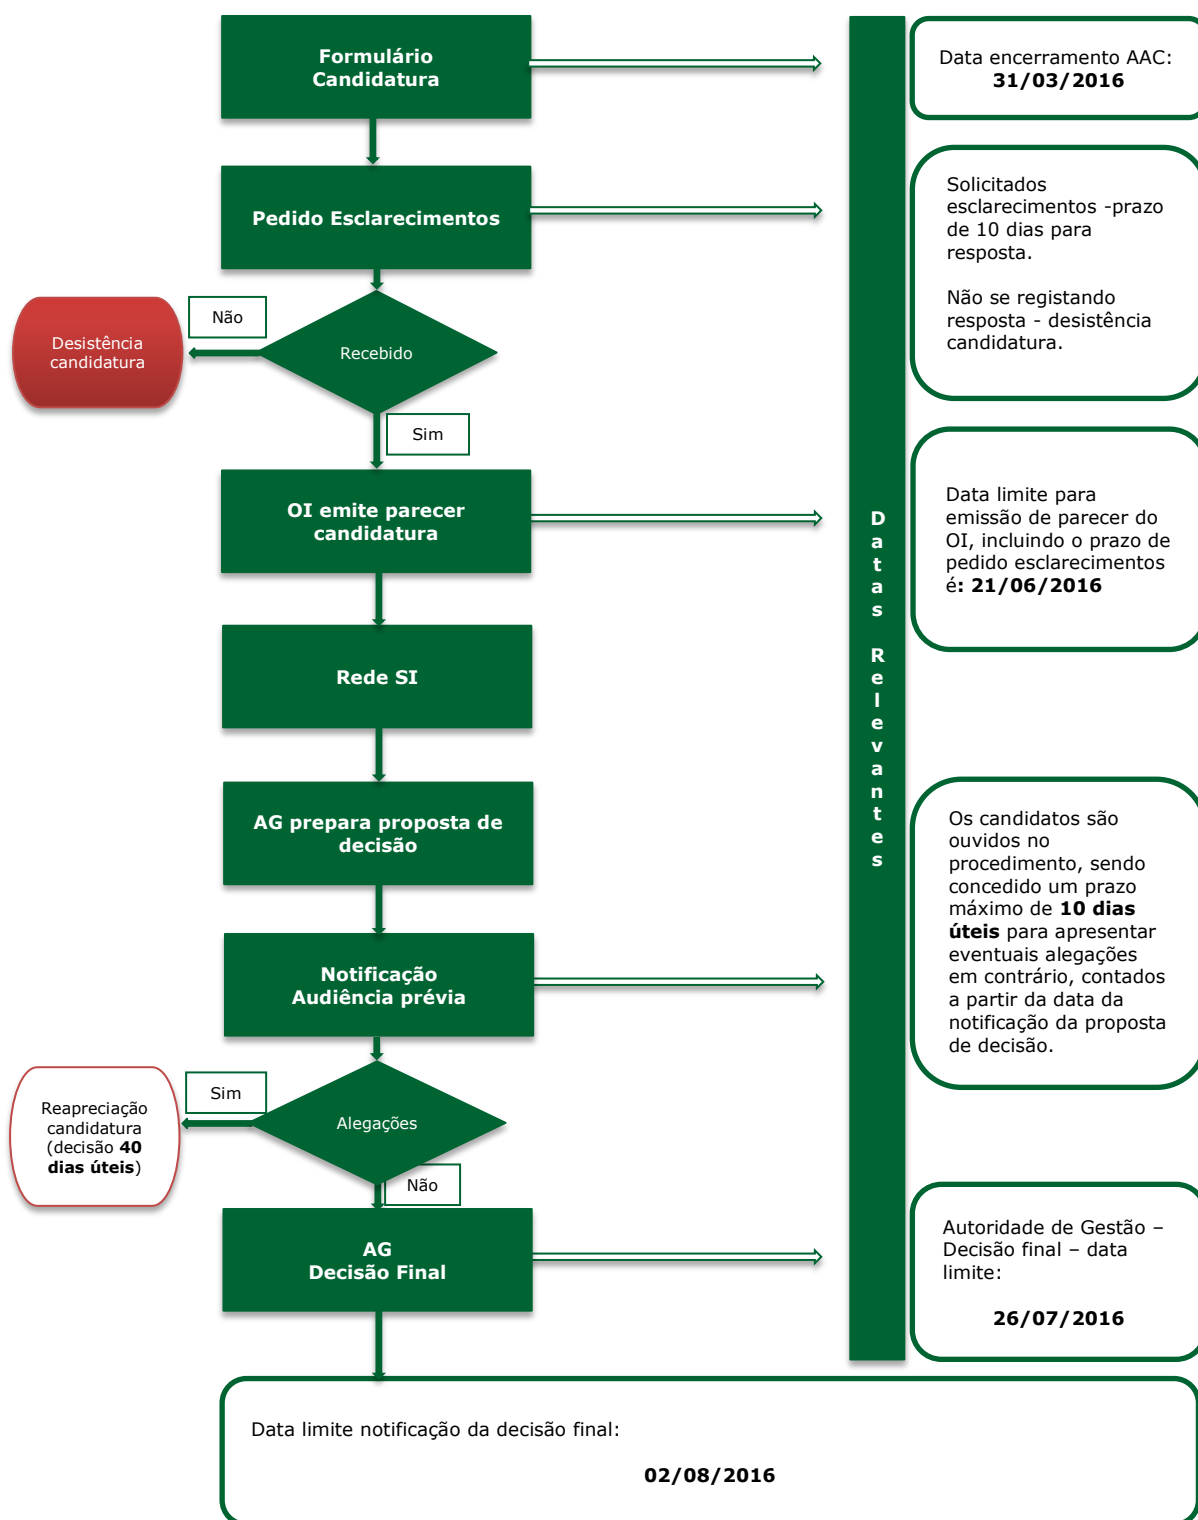 Formulário
Candidatura
Data encerramento AAC:
31/03/2016
Pedido Esclarecimentos
Solicitados
esclarecimentos -prazo
de 10 dias para
resposta.
Não se registando
resposta - desistência
candidatura.
Não
Desistência
candidatura
Recebido
Sim
OI emite parecer
candidatura
Data limite para
emissão de parecer do
OI, incluindo o prazo de
pedido esclarecimentos
é: 21/06/2016
Datas Relevantes
Rede SI
AG prepara proposta de
decisão
Notificação
Audiência prévia
Os candidatos são
ouvidos no
procedimento, sendo
concedido um prazo
máximo de 10 dias
úteis para apresentar
eventuais alegações
em contrário, contados
a partir da data da
notificação da proposta
de decisão.
Sim
Reapreciação
candidatura
(decisão 40
dias úteis)
Alegações
Não
AG
Decisão Final
Autoridade de Gestão –
Decisão final – data
limite:
26/07/2016
Data limite notificação da decisão final:
02/08/2016